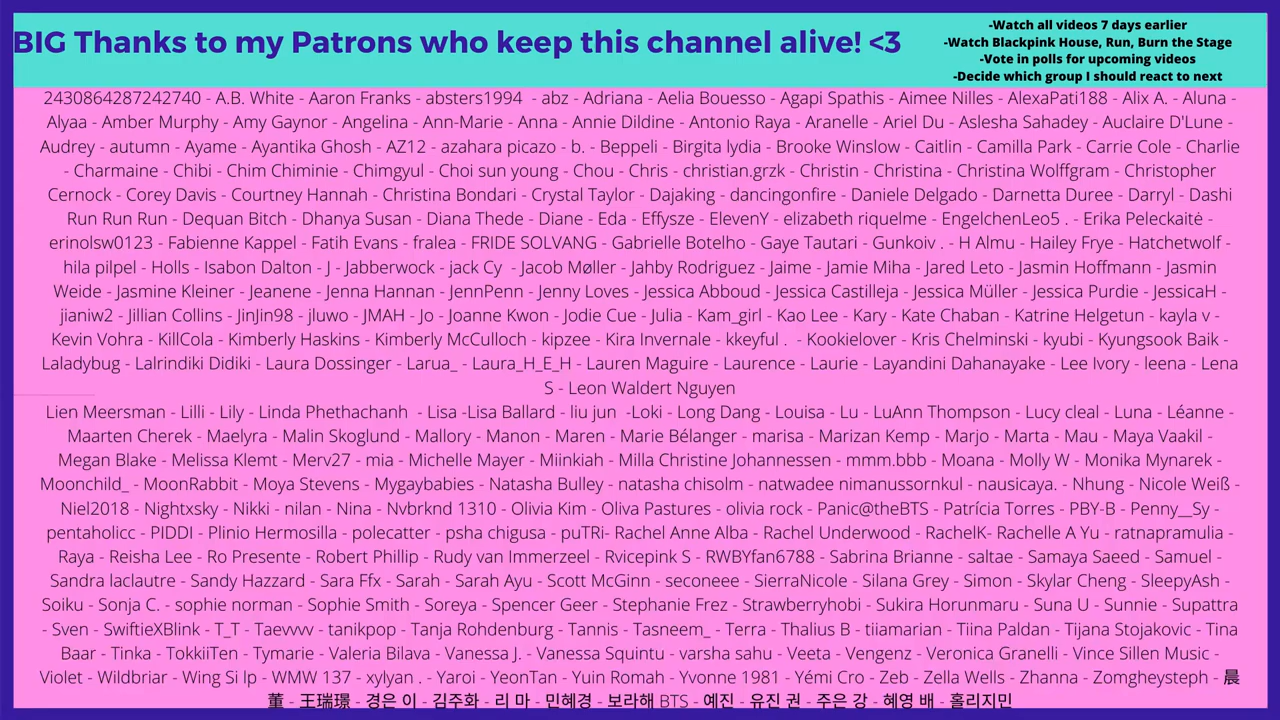 BIG Thanks to my Patrons who keep this channel alive! <3
-Watch all videos 7 days earlier
-Watch Blackpink House, Run, Burn the Stage
-Vote in polls for upcoming videos
-Decide which group I should react to next
2430864287242740 - A.B. White - Aaron Franks - absters1994 - abz - Adriana - Aelia Bouesso - Agapi Spathis - Aimee Nilles - AlexaPati188 - Alix A. - Aluna -
Alyaa - Amber Murphy - Amy Gaynor - Angelina - Ann-Marie - Anna - Annie Dildine - Antonio Raya - Aranelle - Ariel Du - Aslesha Sahadey - Auclaire D'Lune -
Audrey - autumn - Ayame - Ayantika Ghosh - AZ12 - azahara picazo - b. - Beppeli - Birgita lydia - Brooke Winslow - Caitlin - Camilla Park - Carrie Cole - Charlie
- Charmaine - Chibi - Chim Chiminie - Chimgyul - Choi sun young - Chou - Chris - christian.grzk - Christin - Christina - Christina Wolffgram - Christopher
Cernock - Corey Davis - Courtney Hannah - Christina Bondari - Crystal Taylor - Dajaking - dancingonfire - Daniele Delgado - Darnetta Duree - Darryl - Dashi
Run Run Run - Dequan Bitch - Dhanya Susan - Diana Thede - Diane - Eda - Effysze - ElevenY - elizabeth riquelme - EngelchenLeo5 . - Erika Peleckaitė -
erinolsw0123 - Fabienne Kappel - Fatih Evans - fralea - FRIDE SOLVANG - Gabrielle Botelho - Gaye Tautari - Gunkoiv . - H Almu - Hailey Frye - Hatchetwolf -
hila pilpel - Holls - Isabon Dalton - J - Jabberwock - jack Cy - Jacob Møller - Jahby Rodriguez - Jaime - Jamie Miha - Jared Leto - Jasmin Hoffmann - Jasmin
Weide - Jasmine Kleiner - Jeanene - Jenna Hannan - JennPenn - Jenny Loves - Jessica Abboud - Jessica Castilleja - Jessica Müller - Jessica Purdie - JessicaH -
jianiw2 - Jillian Collins - JinJin98 - jluwo - JMAH - Jo - Joanne Kwon - Jodie Cue - Julia - Kam_girl - Kao Lee - Kary - Kate Chaban - Katrine Helgetun - kayla v -
Kevin Vohra - KillCola - Kimberly Haskins - Kimberly McCulloch - kipzee - Kira Invernale - kkeyful . - Kookielover - Kris Chelminski - kyubi - Kyungsook Baik -
Laladybug - Lalrindiki Didiki - Laura Dossinger - Larua_ - Laura_H_E_H - Lauren Maguire - Laurence - Laurie - Layandini Dahanayake - Lee Ivory - leena - Lena
S - Leon Waldert Nguyen
Lien Meersman - Lilli - Lily - Linda Phethachanh - Lisa -Lisa Ballard - liu jun -Loki - Long Dang - Louisa - Lu - LuAnn Thompson - Lucy cleal - Luna - Léanne -
Maarten Cherek - Maelyra - Malin Skoglund - Mallory - Manon - Maren - Marie Bélanger - marisa - Marizan Kemp - Marjo - Marta - Mau - Maya Vaakil -
Megan Blake - Melissa Klemt - Merv27 - mia - Michelle Mayer - Miinkiah - Milla Christine Johannessen - mmm.bbb - Moana - Molly W - Monika Mynarek -
Moonchild_ - MoonRabbit - Moya Stevens - Mygaybabies - Natasha Bulley - natasha chisolm - natwadee nimanussornkul - nausicaya. - Nhung - Nicole Weiß -
Niel2018 - Nightxsky - Nikki - nilan - Nina - Nvbrknd 1310 - Olivia Kim - Oliva Pastures - olivia rock - Panic@theBTS - Patrícia Torres - PBY-B - Penny__Sy -
pentaholicc - PIDDI - Plinio Hermosilla - polecatter - psha chigusa - puTRi- Rachel Anne Alba - Rachel Underwood - RachelK- Rachelle A Yu - ratnapramulia -
Raya - Reisha Lee - Ro Presente - Robert Phillip - Rudy van Immerzeel - Rvicepink S - RWBYfan6788 - Sabrina Brianne - saltae - Samaya Saeed - Samuel -
Sandra Iaclautre - Sandy Hazzard - Sara Ffx - Sarah - Sarah Ayu - Scott McGinn - seconeee - SierraNicole - Silana Grey - Simon - Skylar Cheng - SleepyAsh -
Soiku - Sonja C. - sophie norman - Sophie Smith - Soreya - Spencer Geer - Stephanie Frez - Strawberryhobi - Sukira Horunmaru - Suna U - Sunnie - Supattra
- Sven - SwiftieXBlink - T_T - Taevvvv - tanikpop - Tanja Rohdenburg - Tannis - Tasneem_ - Terra - Thalius B - tiiamarian - Tiina Paldan - Tijana Stojakovic - Tina
Baar - Tinka - TokkiiTen - Tymarie - Valeria Bilava - Vanessa J. - Vanessa Squintu - varsha sahu - Veeta - Vengenz - Veronica Granelli - Vince Sillen Music -
Violet - Wildbriar - Wing Si Ip - WMW 137 - xylyan . - Yaroi - YeonTan - Yuin Romah - Yvonne 1981 - Yémi Cro - Zeb - Zella Wells - Zhanna - Zomgheysteph - 晨
董 - 王瑞璟 - 경은 이 - 김주화 - 리 마 - 민혜경 - 보라해 BTS - 예진 - 유진 권 - 주은 강 - 혜영 배 - 홀리지민